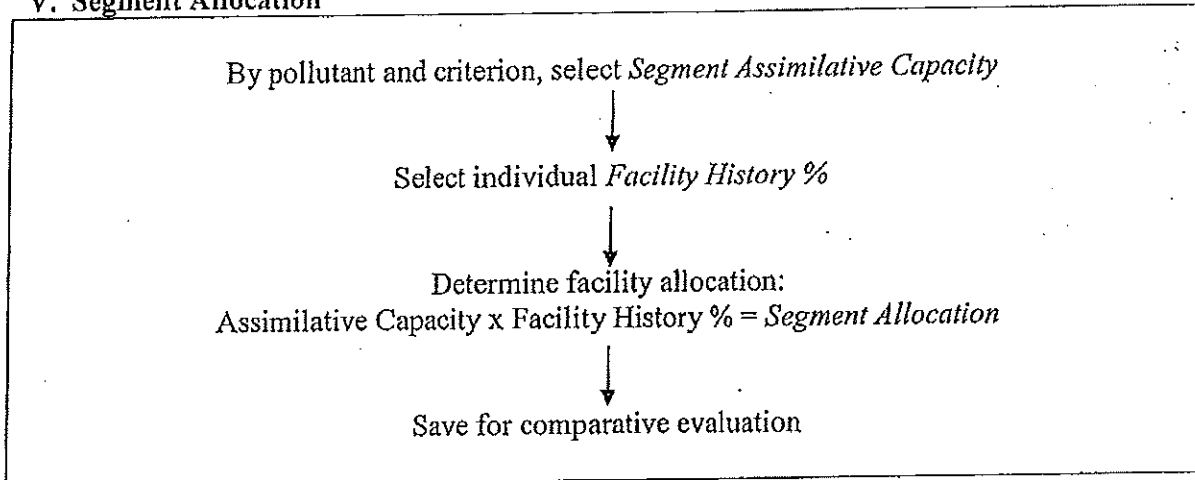 V. Segment Allocation
By pollutant and criterion, select Segment Assimilative Capacity
Select individual Facility History %
Determine facility allocation:
Assimilative Capacity x Facility History % = Segment Allocation
Save for comparative evaluation